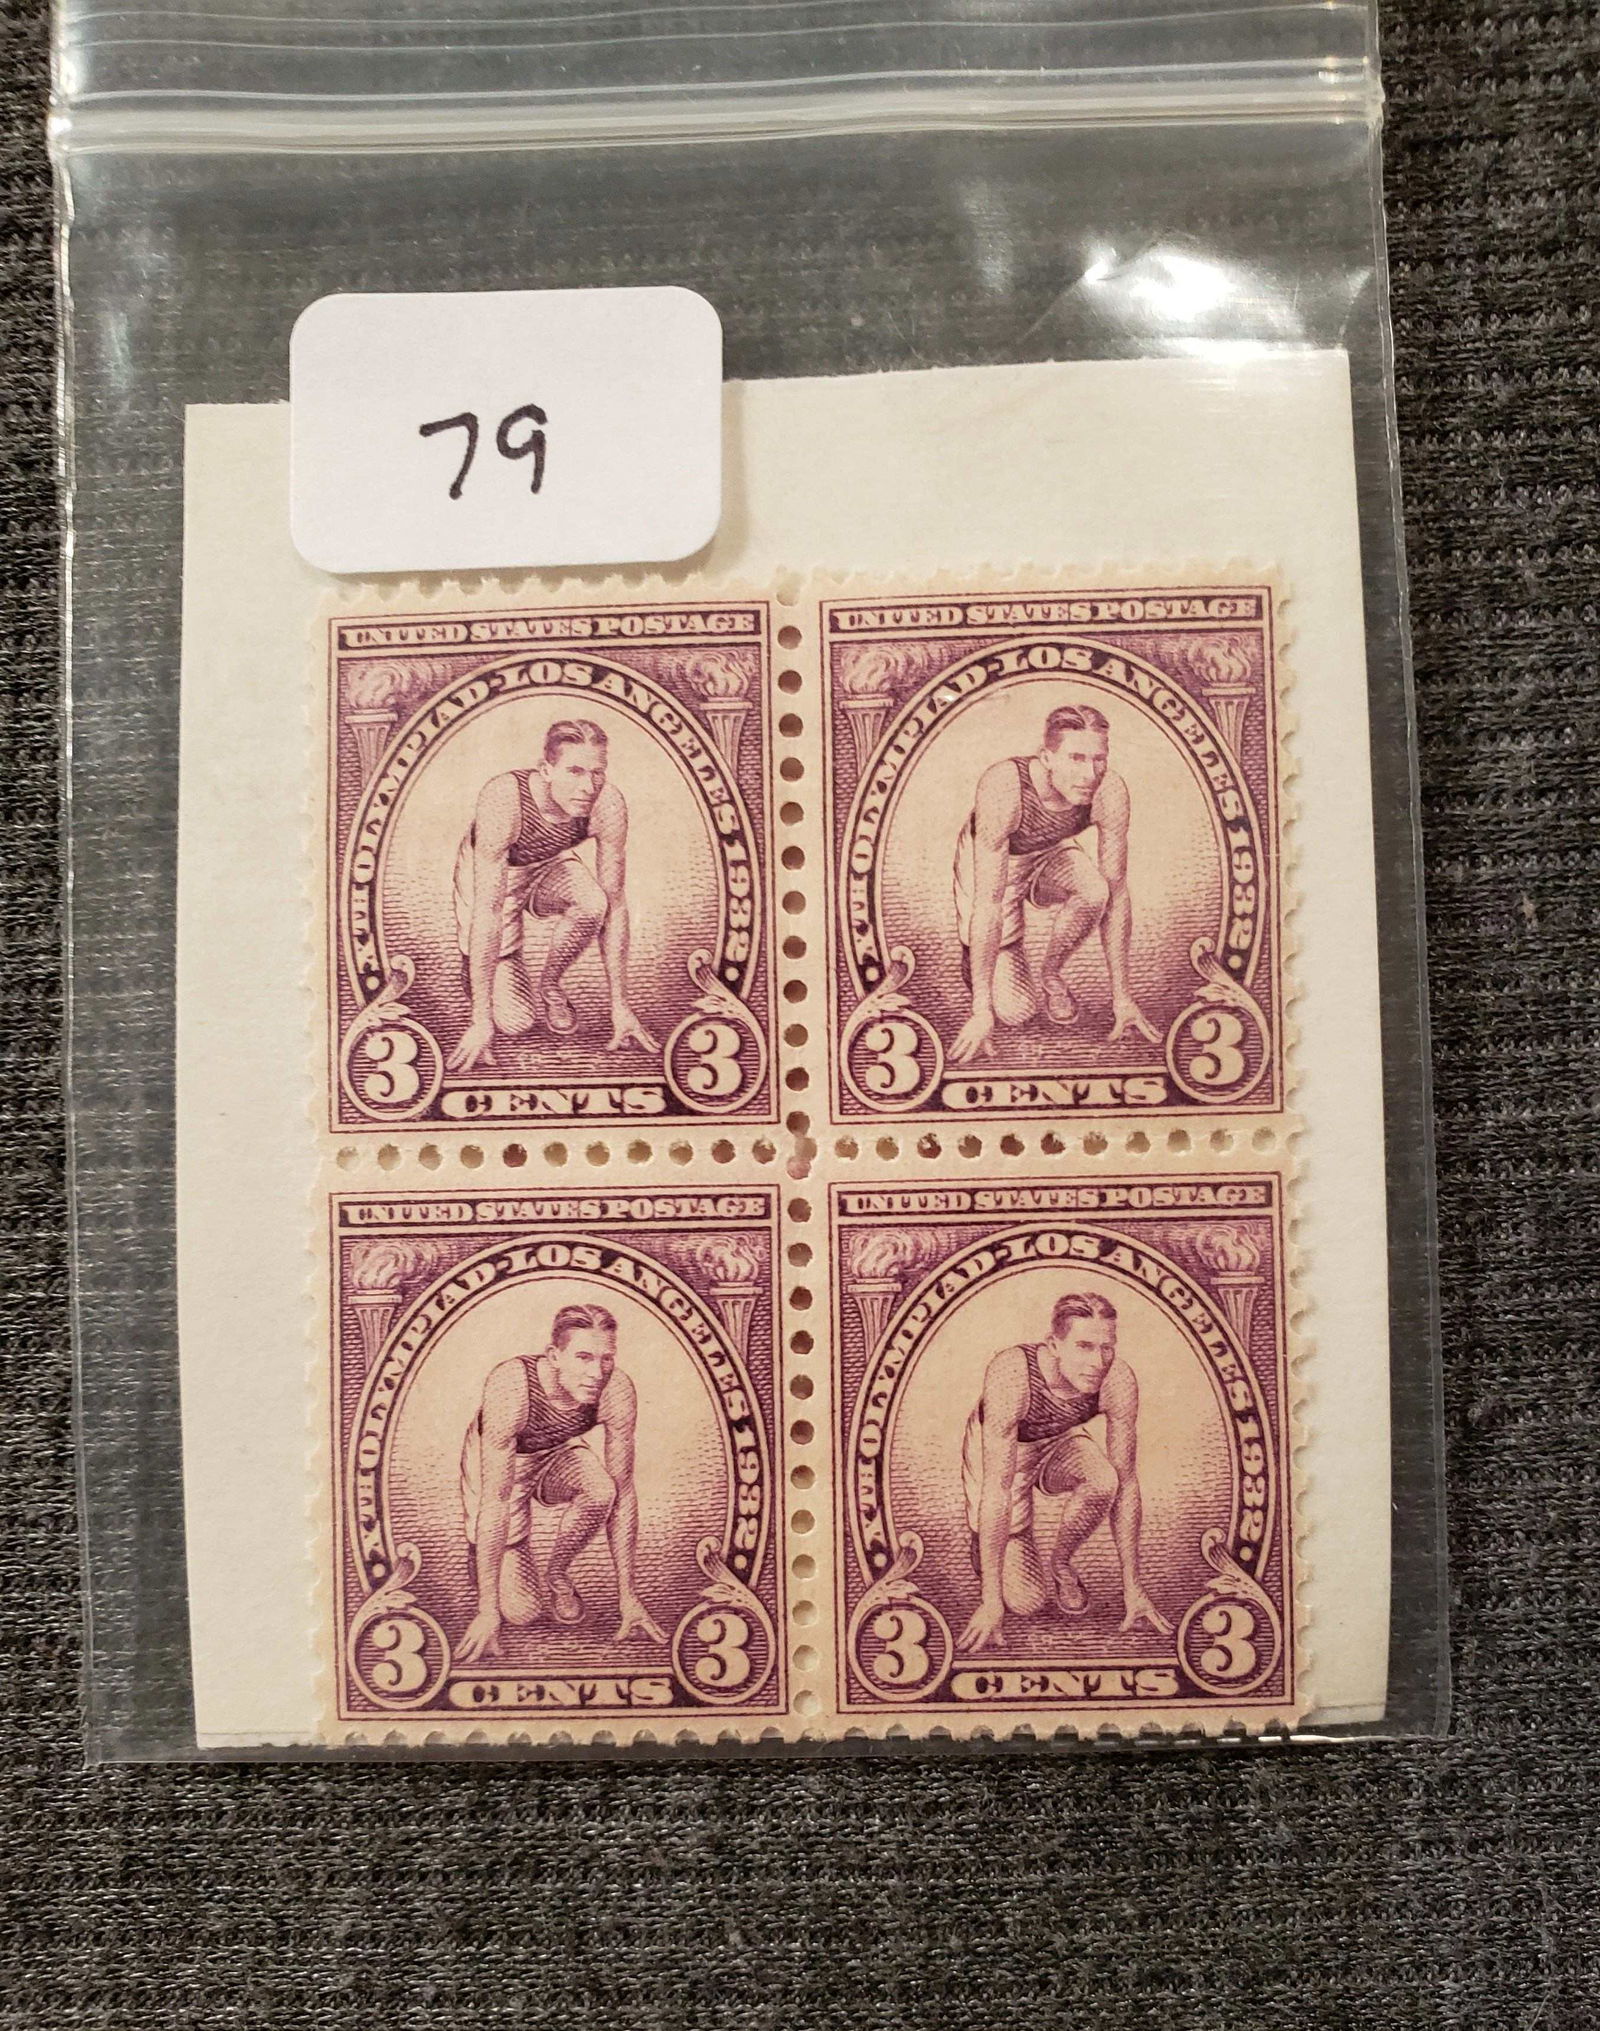 79
UNITED STATES POSTAGE
XTH OLYMPIAD-LOS ANGELES 1932
3 3
CENTS
UNITED STATES POSTAGE
XTH OLYMPIAD-LOS ANGELES 1932
3 3
CENTS
UNITED STATES POSTAGE
XTH OLYMPIAD-LOS ANGELES 1932
3 3
CENTS
UNITED STATES POSTAGE
XTH OLYMPIAD-LOS ANGELES 1932
3 3
CENTS